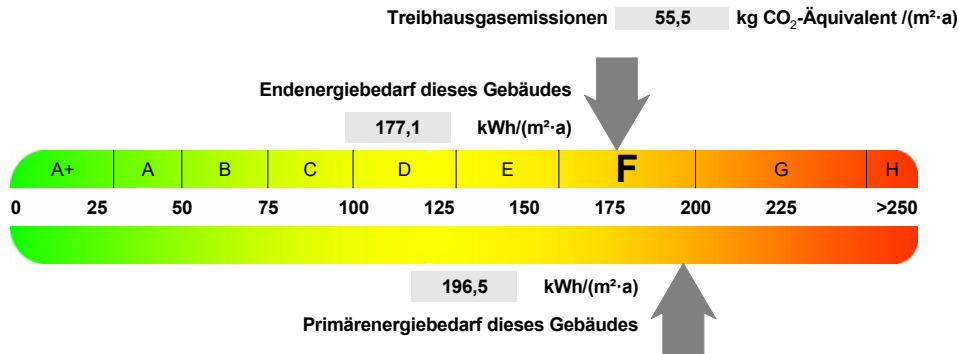 Treibhausgasemissionen 55,5 kg CO₂-Äquivalent /(m²·a)
Endenergiebedarf dieses Gebäudes
177,1 kWh/(m²·a)
A+ A B C D E F G H
0 25 50 75 100 125 150 175 200 225 >250
196,5 kWh/(m²·a)
Primärenergiebedarf dieses Gebäudes